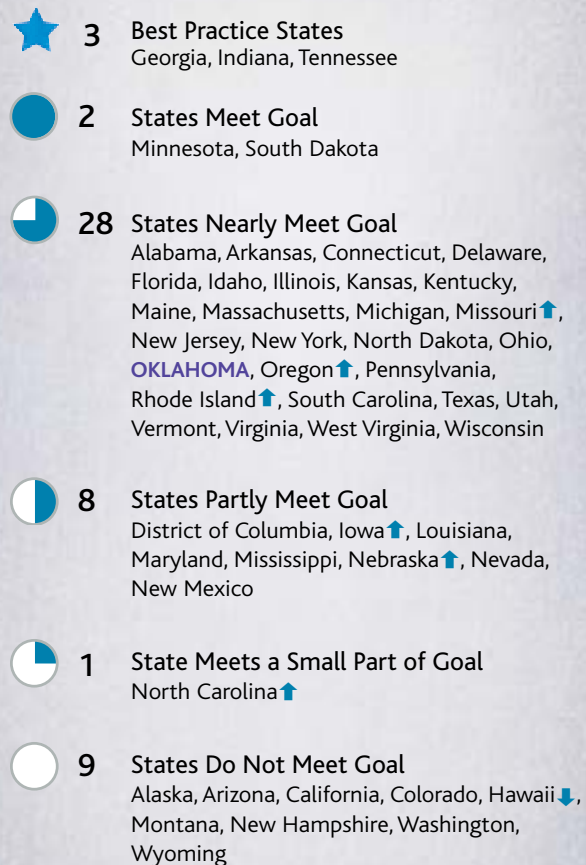 3 Best Practice States
Georgia, Indiana, Tennessee
2 States Meet Goal
Minnesota, South Dakota
28 States Nearly Meet Goal
Alabama, Arkansas, Connecticut, Delaware,
Florida, Idaho, Illinois, Kansas, Kentucky,
Maine, Massachusetts, Michigan, Missouri⬆,
New Jersey, New York, North Dakota, Ohio,
OKLAHOMA, Oregon⬆, Pennsylvania,
Rhode Island⬆, South Carolina, Texas, Utah,
Vermont, Virginia, West Virginia, Wisconsin
8 States Partly Meet Goal
District of Columbia, Iowa⬆, Louisiana,
Maryland, Mississippi, Nebraska⬆, Nevada,
New Mexico
1 State Meets a Small Part of Goal
North Carolina⬆
9 States Do Not Meet Goal
Alaska, Arizona, California, Colorado, Hawaii⬇,
Montana, New Hampshire, Washington,
Wyoming